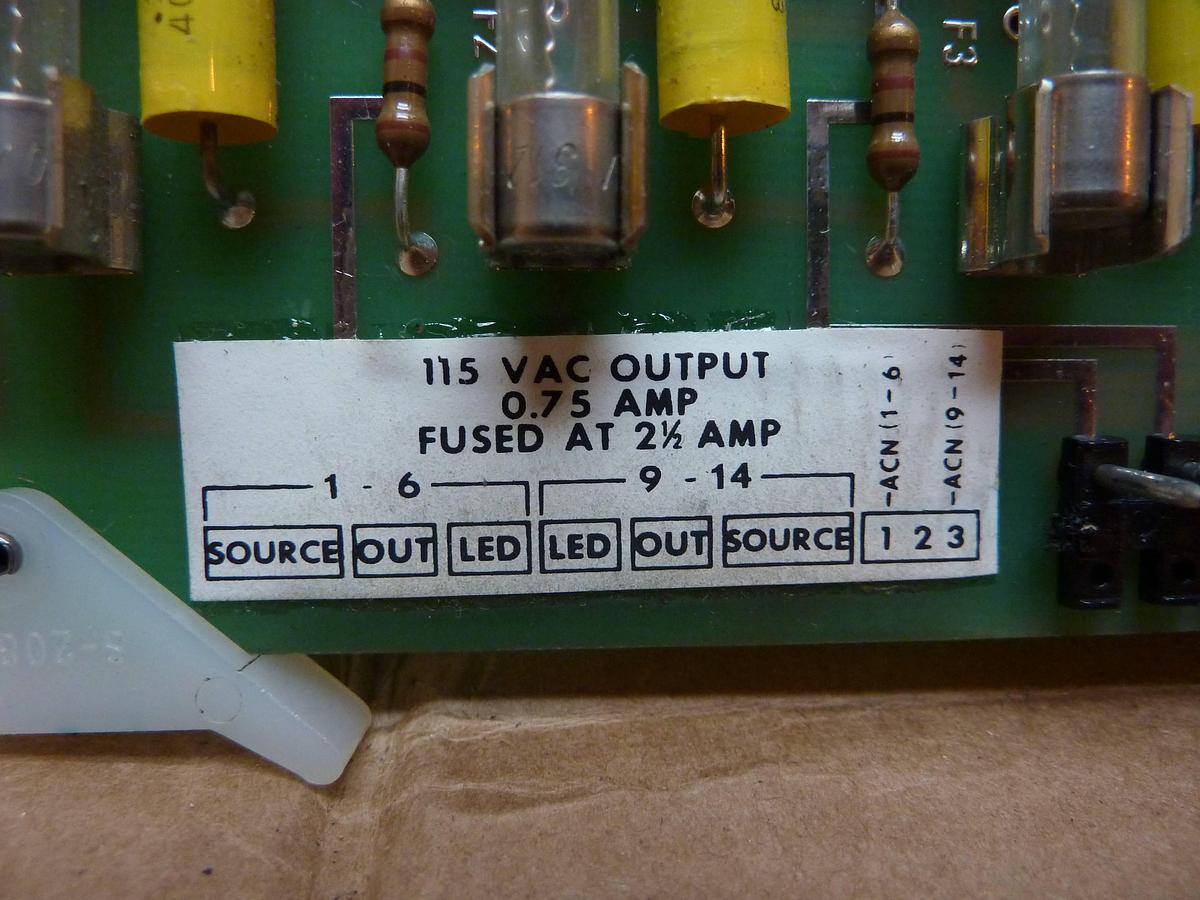 F2
F3
115 VAC OUTPUT
0.75 AMP
FUSED AT 2½ AMP
1 - 6
9 - 14
-ACN (1-6)
-ACN (9-14)
SOURCE OUT LED LED OUT SOURCE 1 2 3